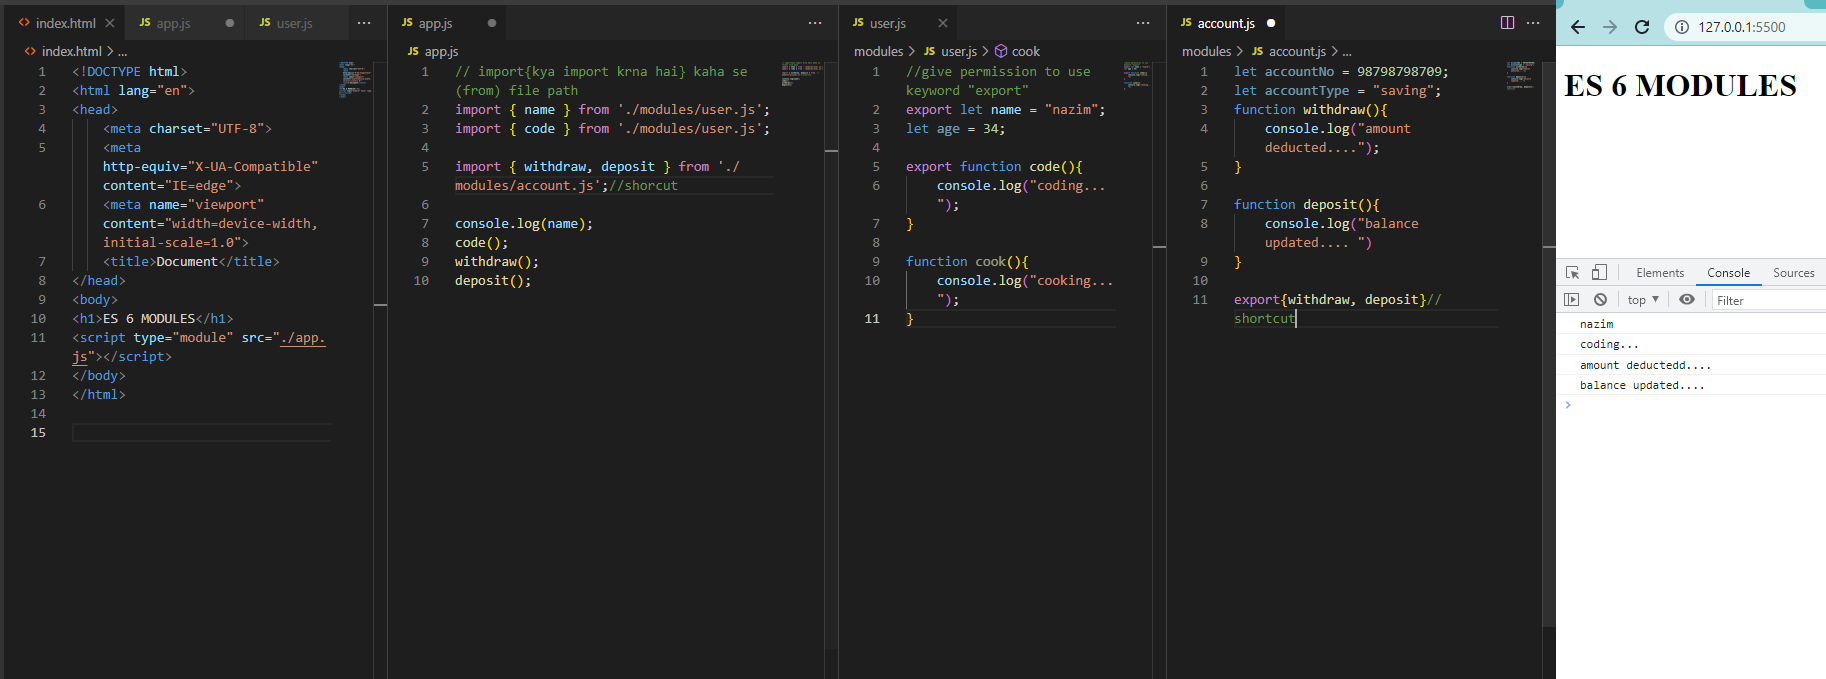 index.html
JS app.js
JS user.js
...
index.html > ...
1 <!DOCTYPE html>
2 <html lang="en">
3 <head>
4 <meta charset="UTF-8">
5 <meta
http-equiv="X-UA-Compatible"
content="IE=edge">
6 <meta name="viewport"
content="width=device-width,
initial-scale=1.0">
7 <title>Document</title>
8 </head>
9 <body>
10 <h1>ES 6 MODULES</h1>
11 <script type="module" src="./app.
js"></script>
12 </body>
13 </html>
14
15
JS app.js
...
JS app.js
1 // import{kya import krna hai} kaha se
(from) file path
2 import { name } from './modules/user.js';
3 import { code } from './modules/user.js';
4
5 import { withdraw, deposit } from './
modules/account.js';//shorcut
6
7 console.log(name);
8 code();
9 withdraw();
10 deposit();
JS user.js
...
modules > JS user.js > cook
1 //give permission to use
keyword "export"
2 export let name = "nazim";
3 let age = 34;
4
5 export function code(){
6 console.log("coding...
");
7 }
8
9 function cook(){
10 console.log("cooking...
");
11 }
JS account.js
...
modules > JS account.js > ...
1 let accountNo = 98798798709;
2 let accountType = "saving";
3 function withdraw(){
4 console.log("amount
deducted....");
5 }
6
7 function deposit(){
8 console.log("balance
updated.... ")
9 }
10
11 export{withdraw, deposit}//
shortcut
127.0.0.1:5500
ES 6 MODULES
Elements Console Sources
top Filter
nazim
coding...
amount deductedd....
balance updated....